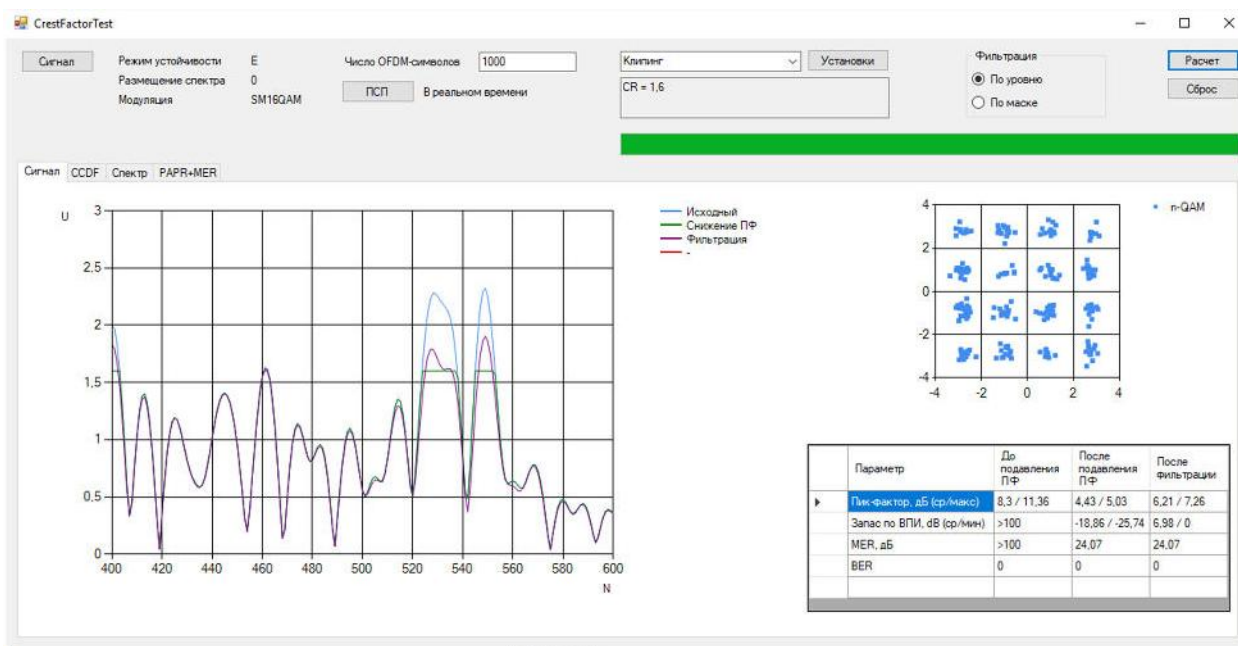 CrestFactorTest
Сигнал
Режим устойчивости E
Размещение спектра 0
Модуляция SM16QAM
Число OFDM-символов 1000
ПСП В реальном времени
Клипинг
Установки
CR = 1,6
Фильтрация
По уровню
По маске
Расчет
Сброс
Сигнал CCDF Спектр PAPR+MER
U
3
2.5
2
1.5
1
0.5
0
400 420 440 460 480 500 520 540 560 580 600
N
Исходный
Снижение ПФ
Фильтрация
-
4
2
0
-2
-4
-4 -2 0 2 4
n-QAM
Параметр До подавления ПФ После подавления ПФ После фильтрации
Пик-фактор, дБ (ср/макс) 8,3 / 11,36 4,43 / 5,03 6,21 / 7,26
Запас по ВПИ, dB (ср/мин) >100 -18,86 / -25,74 6,98 / 0
MER, дБ >100 24,07 24,07
BER 0 0 0